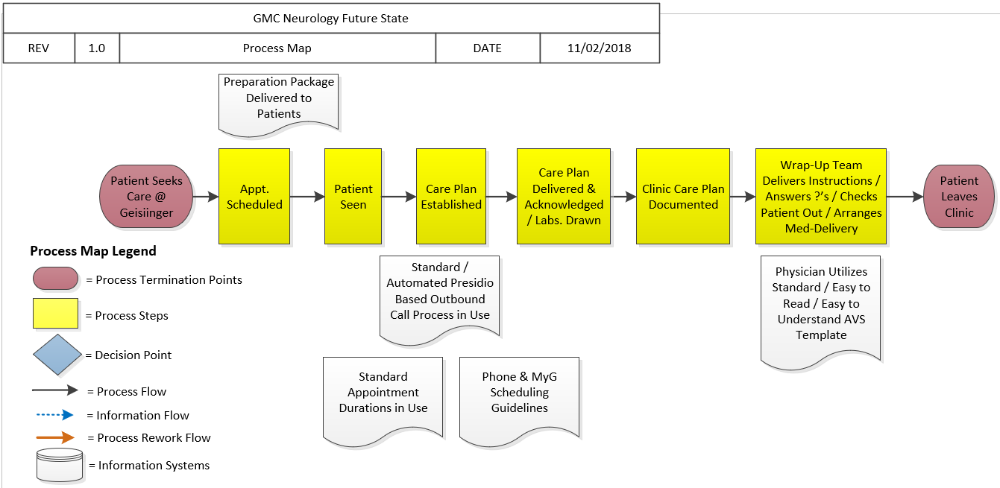 GMC Neurology Future State
REV
1.0
Process Map
DATE
11/02/2018
Preparation Package
Delivered to
Patients
Patient Seeks
Care @
Geisiinger
Appt.
Scheduled
Patient
Seen
Care Plan
Established
Care Plan
Delivered &
Acknowledged
/ Labs. Drawn
Clinic Care Plan
Documented
Wrap-Up Team
Delivers Instructions /
Answers ?’s / Checks
Patient Out / Arranges
Med-Delivery
Patient
Leaves
Clinic
Standard /
Automated Presidio
Based Outbound
Call Process in Use
Physician Utilizes
Standard / Easy to
Read / Easy to
Understand AVS
Template
Standard
Appointment
Durations in Use
Phone & MyG
Scheduling
Guidelines
Process Map Legend
= Process Termination Points
= Process Steps
= Decision Point
= Process Flow
= Information Flow
= Process Rework Flow
= Information Systems